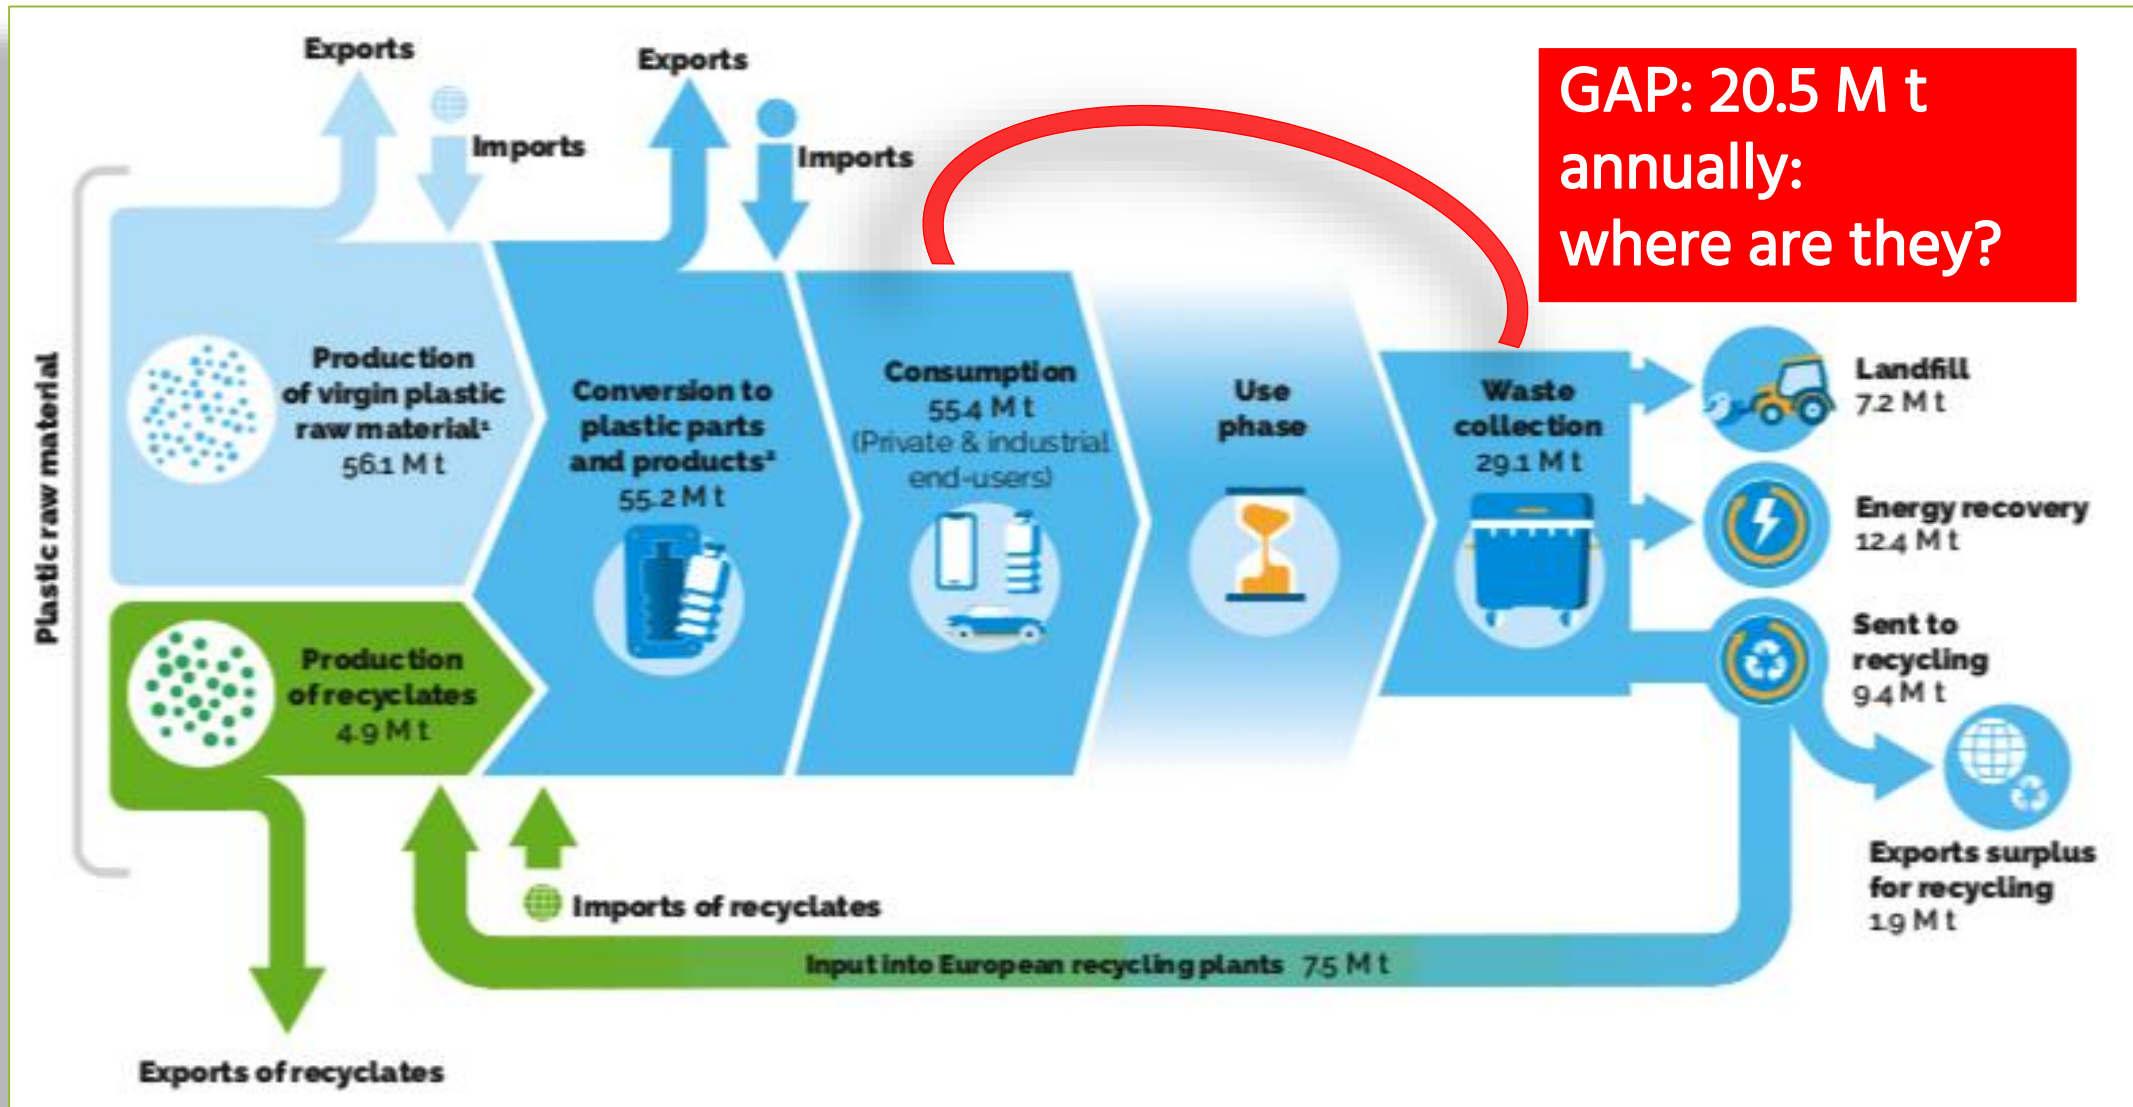 Exports
Imports
Exports
Imports
GAP: 20.5 M t
annually:
where are they?
Plastic raw material
Production
of virgin plastic
raw material¹
56.1 M t
Conversion to
plastic parts
and products²
55.2 M t
Consumption
55.4 M t
(Private & industrial
end-users)
Use
phase
Waste
collection
29.1 M t
Landfill
7.2 M t
Energy recovery
12.4 M t
Sent to
recycling
9.4 M t
Exports surplus
for recycling
1.9 M t
Production
of recyclates
4.9 M t
Imports of recyclates
Input into European recycling plants 7.5 M t
Exports of recyclates